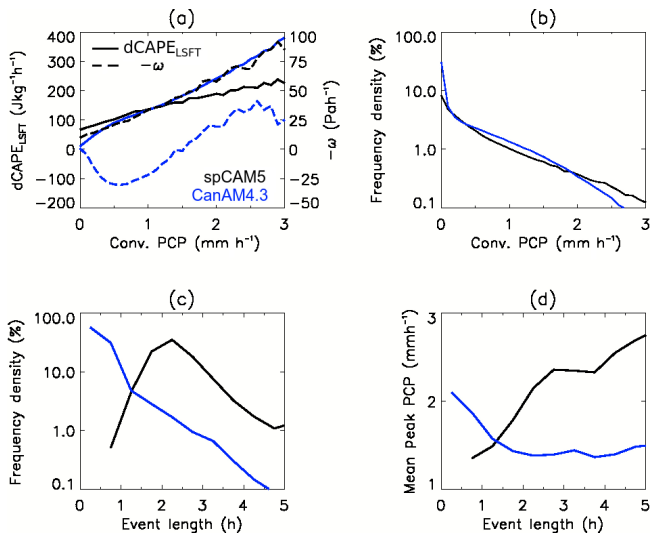 (a)
400
300
200
100
0
−100
−200
dCAPE_LSFT (Jkg⁻¹h⁻¹)
dCAPE_LSFT
−ω
100
75
50
25
0
−25
−50
−ω (Pah⁻¹)
spCAM5
CanAM4.3
0 1 2 3
Conv. PCP (mm h⁻¹)
(b)
100.0
10.0
1.0
0.1
Frequency density (%)
0 1 2 3
Conv. PCP (mm h⁻¹)
(c)
100.0
10.0
1.0
0.1
Frequency density (%)
0 1 2 3 4 5
Event length (h)
(d)
3
2
1
Mean Peak PCP (mmh⁻¹)
0 1 2 3 4 5
Event length (h)